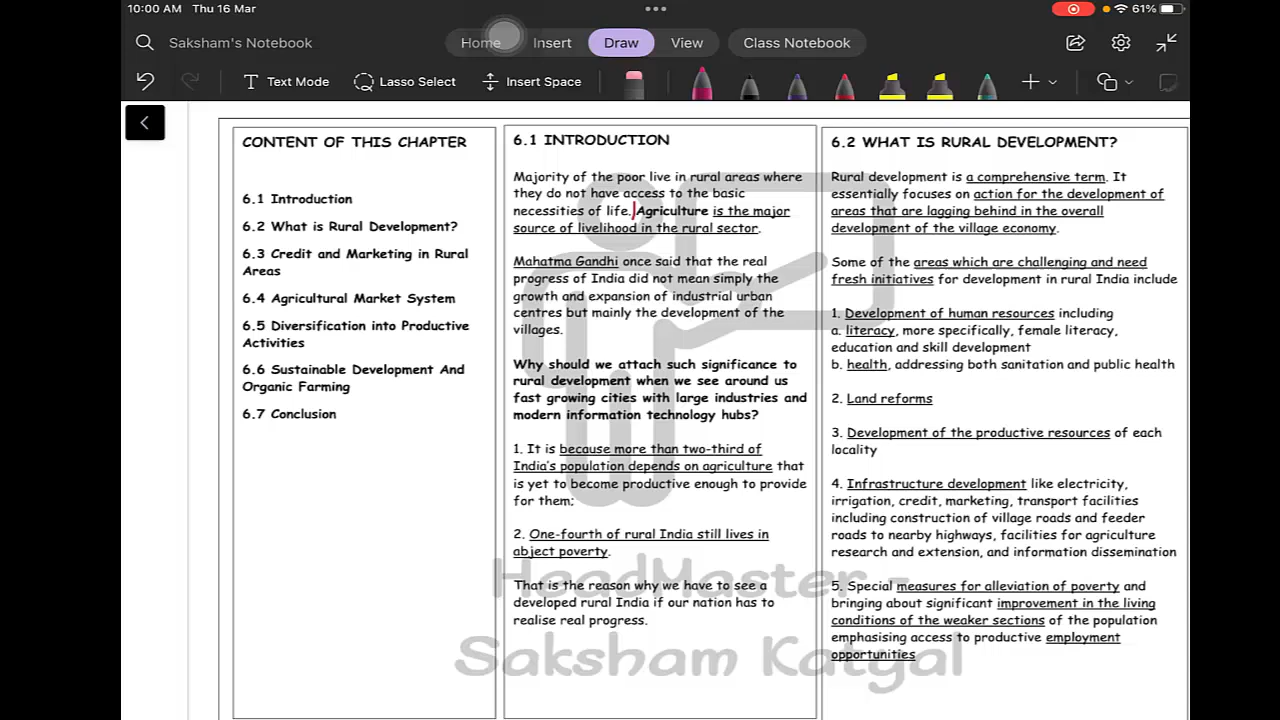 10:00 AM Thu 16 Mar
61%
Saksham's Notebook
Home
Insert
Draw
View
Class Notebook
Text Mode
Lasso Select
Insert Space
CONTENT OF THIS CHAPTER
6.1 Introduction
6.2 What is Rural Development?
6.3 Credit and Marketing in Rural
Areas
6.4 Agricultural Market System
6.5 Diversification into Productive
Activities
6.6 Sustainable Development And
Organic Farming
6.7 Conclusion
6.1 INTRODUCTION
Majority of the poor live in rural areas where
they do not have access to the basic
necessities of life. Agriculture is the major
source of livelihood in the rural sector.
Mahatma Gandhi once said that the real
progress of India did not mean simply the
growth and expansion of industrial urban
centres but mainly the development of the
villages.
Why should we attach such significance to
rural development when we see around us
fast growing cities with large industries and
modern information technology hubs?
1. It is because more than two-third of
India's population depends on agriculture that
is yet to become productive enough to provide
for them;
2. One-fourth of rural India still lives in
abject poverty.
That is the reason why we have to see a
developed rural India if our nation has to
realise real progress.
6.2 WHAT IS RURAL DEVELOPMENT?
Rural development is a comprehensive term. It
essentially focuses on action for the development of
areas that are lagging behind in the overall
development of the village economy.
Some of the areas which are challenging and need
fresh initiatives for development in rural India include
1. Development of human resources including
a. literacy, more specifically, female literacy,
education and skill development
b. health, addressing both sanitation and public health
2. Land reforms
3. Development of the productive resources of each
locality
4. Infrastructure development like electricity,
irrigation, credit, marketing, transport facilities
including construction of village roads and feeder
roads to nearby highways, facilities for agriculture
research and extension, and information dissemination
5. Special measures for alleviation of poverty and
bringing about significant improvement in the living
conditions of the weaker sections of the population
emphasising access to productive employment
opportunities
HeadMaster -
Saksham Katyal